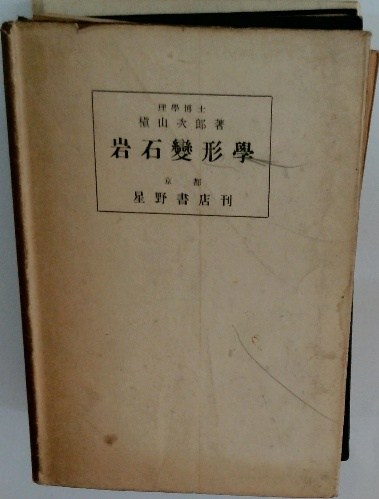 理學博士
槇山次郎著
岩石變形學
京都
星野書店刊